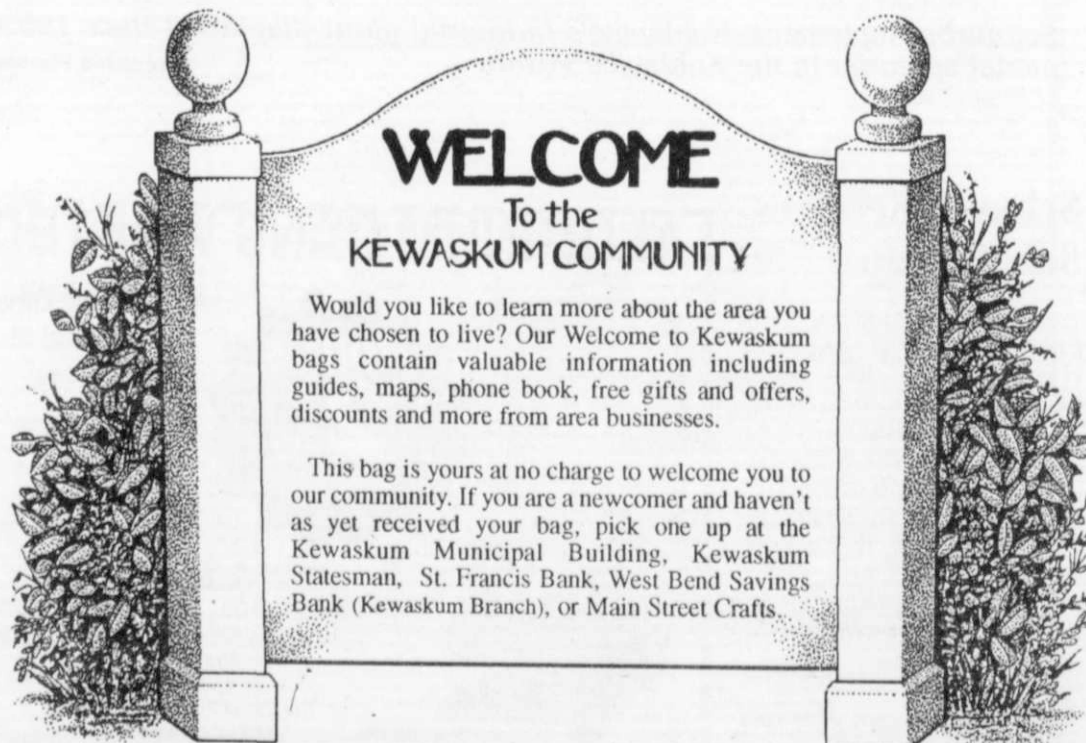 WELCOME
To the
KEWASKUM COMMUNITY
Would you like to learn more about the area you
have chosen to live? Our Welcome to Kewaskum
bags contain valuable information including
guides, maps, phone book, free gifts and offers,
discounts and more from area businesses.
This bag is yours at no charge to welcome you to
our community. If you are a newcomer and haven't
as yet received your bag, pick one up at the
Kewaskum Municipal Building, Kewaskum
Statesman, St. Francis Bank, West Bend Savings
Bank (Kewaskum Branch), or Main Street Crafts.